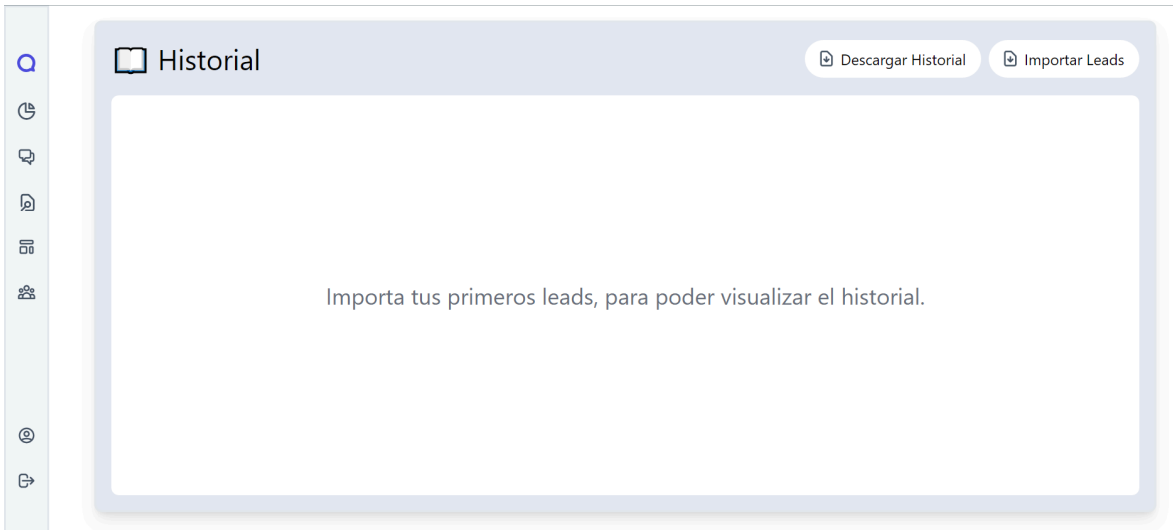 Historial
Descargar Historial
Importar Leads
Importa tus primeros leads, para poder visualizar el historial.